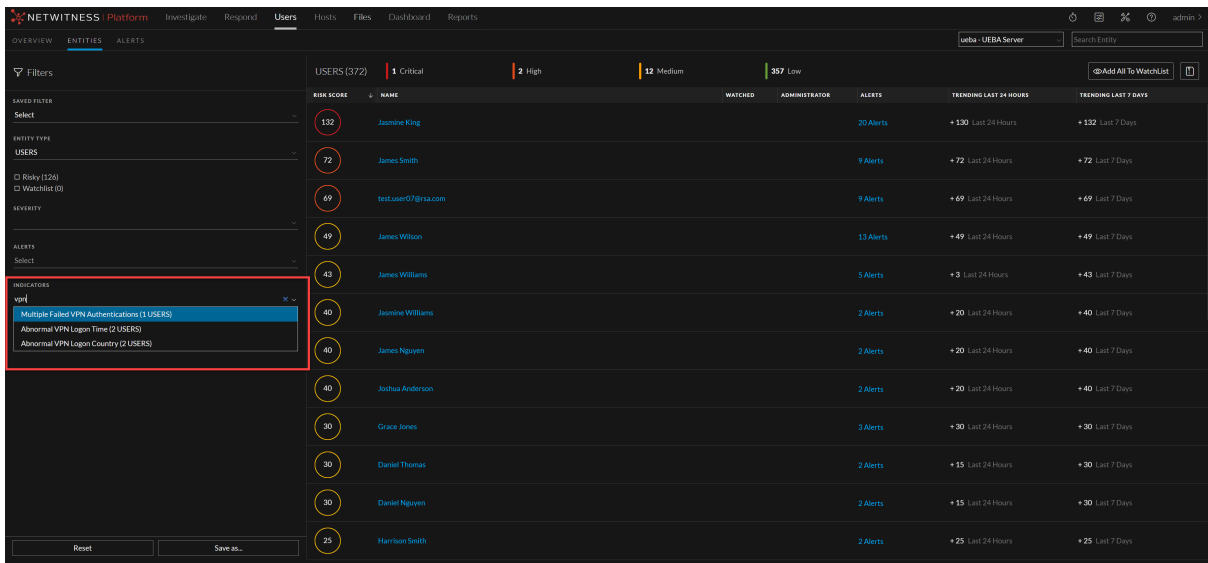 NETWITNESS Platform Investigate Respond Users Hosts Files Dashboard Reports admin >
OVERVIEW ENTITIES ALERTS ueba - UEBA Server Search Entity
Filters USERS (372) 1 Critical 2 High 12 Medium 357 Low Add All To WatchList
RISK SCORE NAME WATCHED ADMINISTRATOR ALERTS TRENDING LAST 24 HOURS TRENDING LAST 7 DAYS
SAVED FILTER
Select
ENTITY TYPE
USERS
Risky (126)
Watchlist (0)
SEVERITY
ALERTS
Select
INDICATORS
vpn
Multiple Failed VPN Authentications (1 USERS)
Abnormal VPN Logon Time (2 USERS)
Abnormal VPN Logon Country (2 USERS)
Reset Save as...
132 Jasmine King 20 Alerts +130 Last 24 Hours +132 Last 7 Days
72 James Smith 9 Alerts +72 Last 24 Hours +72 Last 7 Days
69 test.user07@rsa.com 9 Alerts +69 Last 24 Hours +69 Last 7 Days
49 James Wilson 13 Alerts +49 Last 24 Hours +49 Last 7 Days
43 James Williams 5 Alerts +3 Last 24 Hours +43 Last 7 Days
40 Jasmine Williams 2 Alerts +20 Last 24 Hours +40 Last 7 Days
40 James Nguyen 2 Alerts +20 Last 24 Hours +40 Last 7 Days
40 Joshua Anderson 2 Alerts +20 Last 24 Hours +40 Last 7 Days
30 Grace Jones 3 Alerts +30 Last 24 Hours +30 Last 7 Days
30 Daniel Thomas 2 Alerts +15 Last 24 Hours +30 Last 7 Days
30 Daniel Nguyen 2 Alerts +15 Last 24 Hours +30 Last 7 Days
25 Harrison Smith 2 Alerts +25 Last 24 Hours +25 Last 7 Days